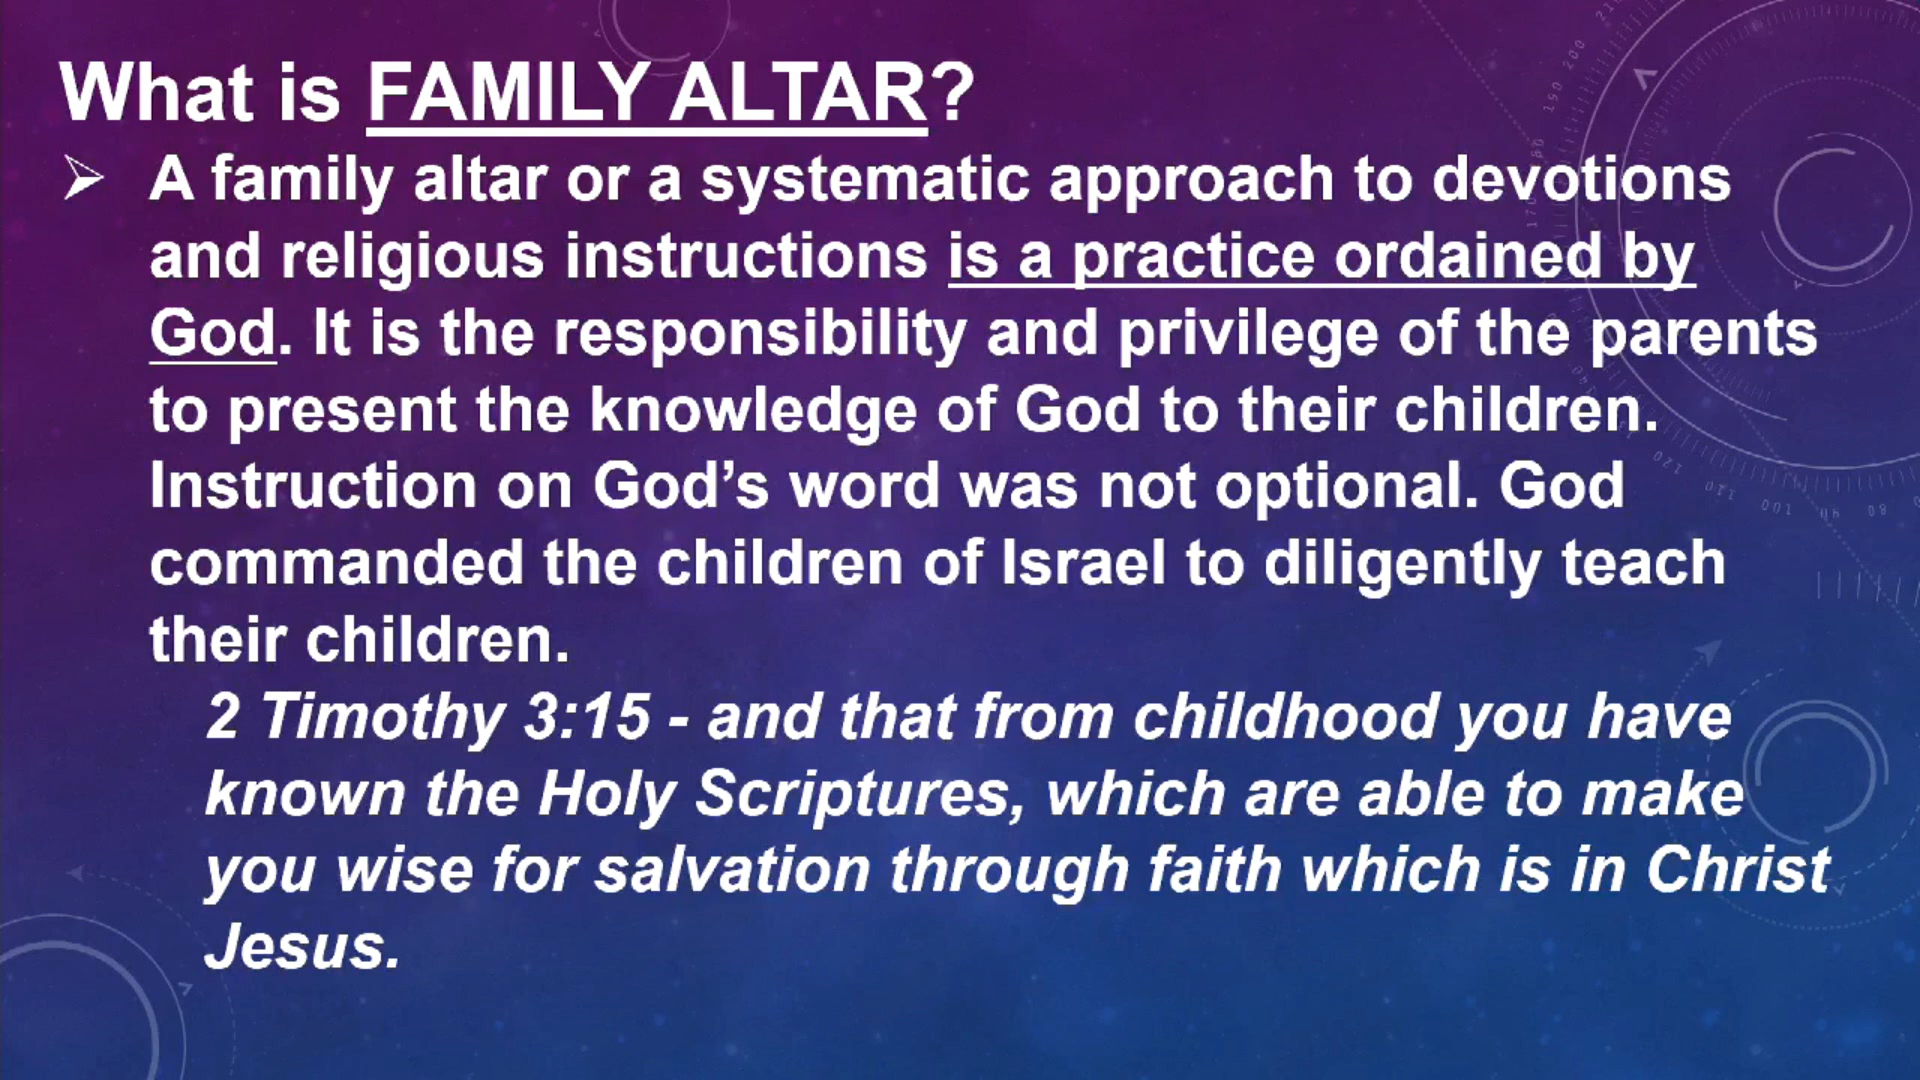 What is FAMILY ALTAR?
➢ A family altar or a systematic approach to devotions
and religious instructions is a practice ordained by
God. It is the responsibility and privilege of the parents
to present the knowledge of God to their children.
Instruction on God’s word was not optional. God
commanded the children of Israel to diligently teach
their children.
2 Timothy 3:15 - and that from childhood you have
known the Holy Scriptures, which are able to make
you wise for salvation through faith which is in Christ
Jesus.